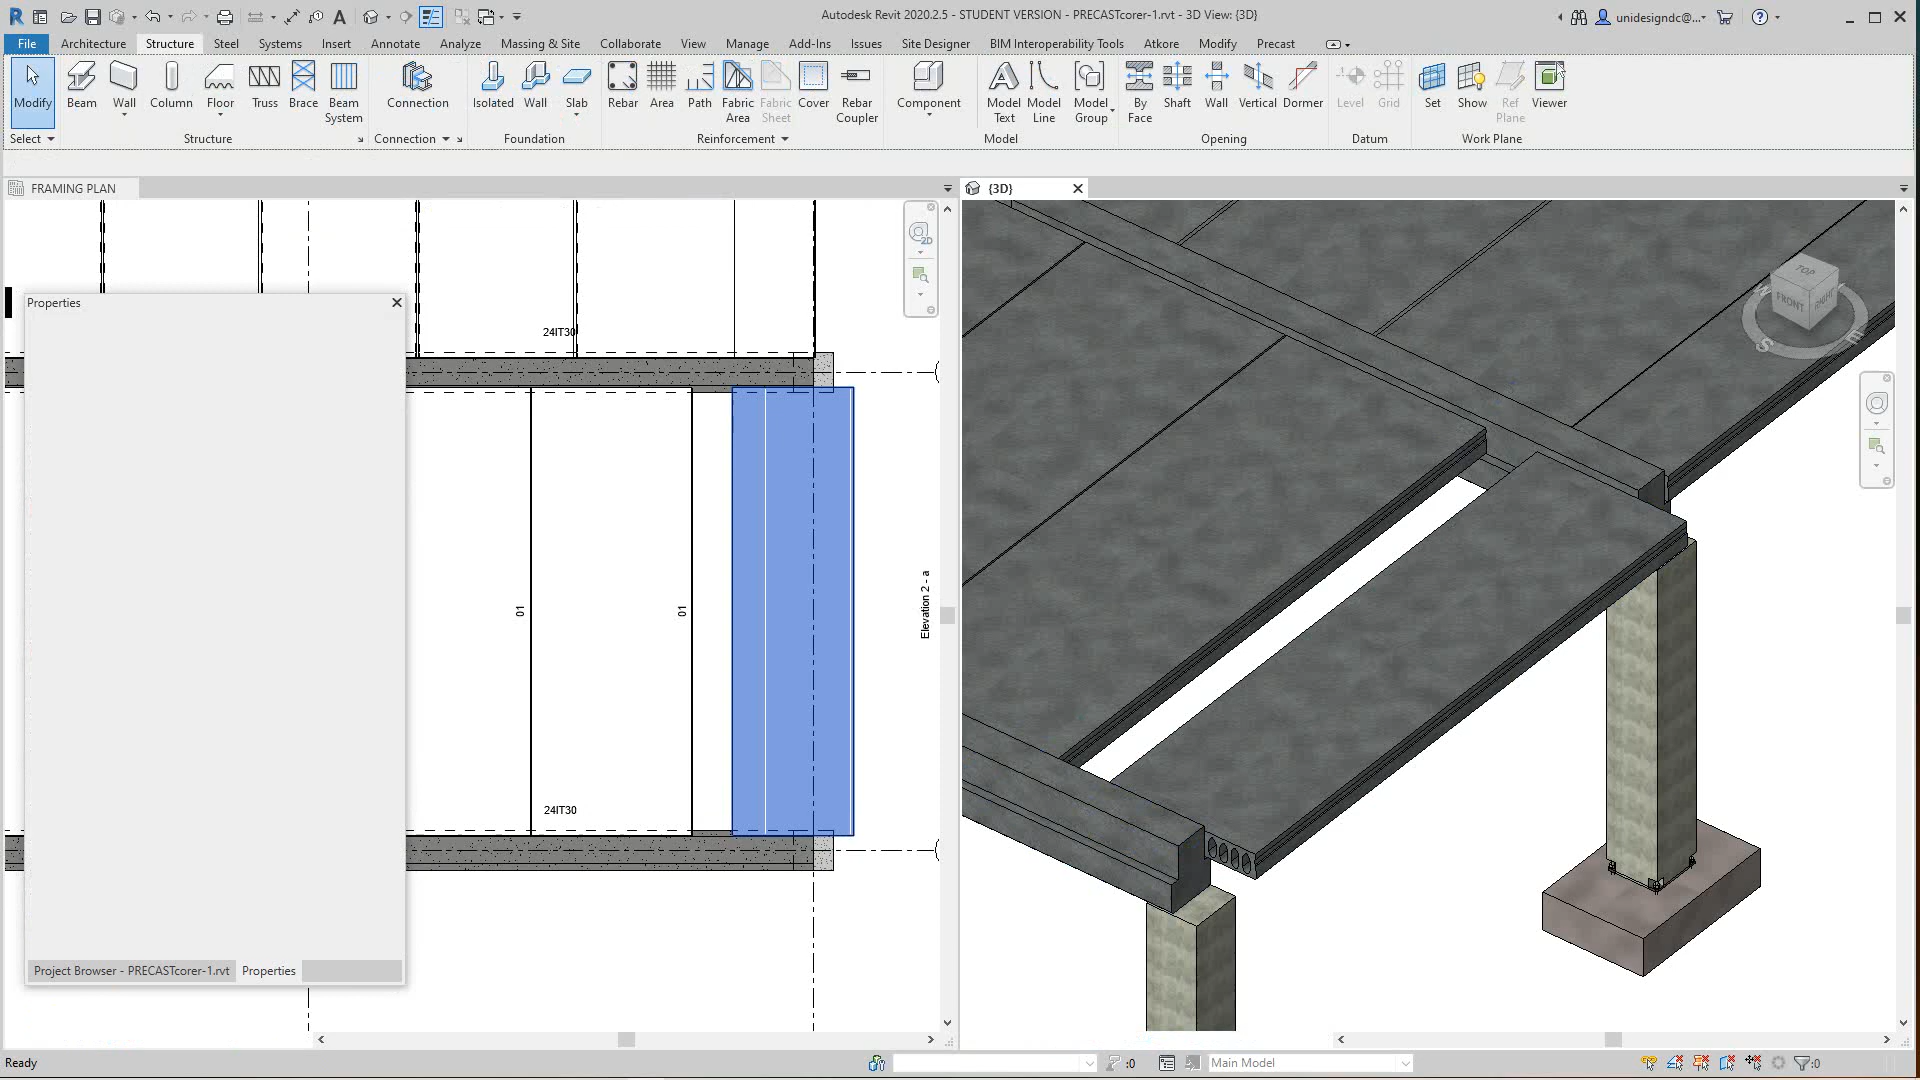 Autodesk Revit 2020.2.5 - STUDENT VERSION - PRECASTcorer-1.rvt - 3D View: {3D}
unidesigndc@...
File Architecture Structure Steel Systems Insert Annotate Analyze Massing & Site Collaborate View Manage Add-Ins Issues Site Designer BIM Interoperability Tools Atkore Modify Precast
Modify Beam Wall Column Floor Truss Brace Beam System Connection Isolated Wall Slab Rebar Area Path Fabric Area Fabric Sheet Cover Rebar Coupler Component Model Text Model Line Model Group By Face Shaft Wall Vertical Dormer Level Grid Set Show Ref Plane Viewer
Select Structure Connection Foundation Reinforcement Model Opening Datum Work Plane
FRAMING PLAN
{3D}
2D
Properties
24IT30
01
01
24IT30
Elevation 2 - a
TOP
FRONT
RIGHT
W
S
E
Project Browser - PRECASTcorer-1.rvt Properties
Ready
:0
Main Model
:0